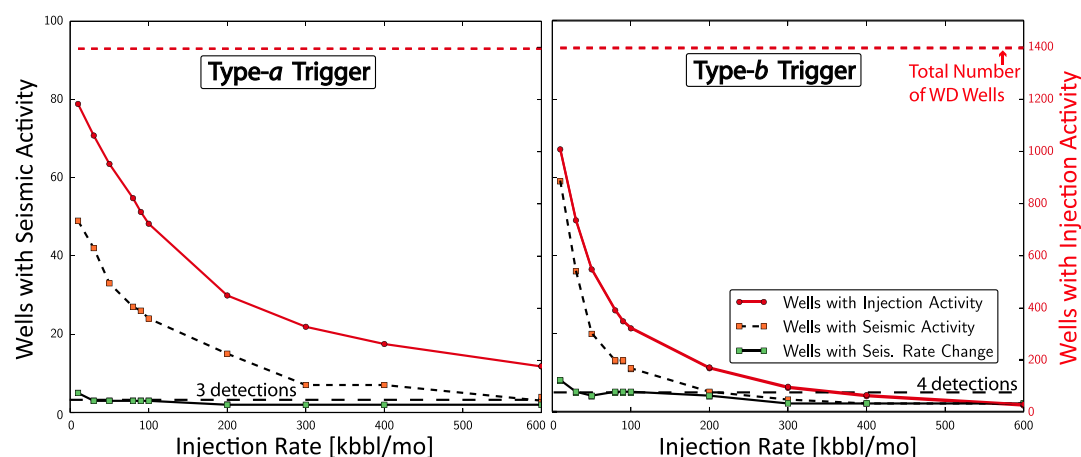 Type-a Trigger
Type-b Trigger
Total Number
of WD Wells
Wells with Seismic Activity
100
80
60
40
20
0
3 detections
0
100
200
300
400
500
600
Injection Rate [kbbl/mo]
Wells with Injection Activity
Wells with Seismic Activity
Wells with Seis. Rate Change
4 detections
0
100
200
300
400
500
600
Injection Rate [kbbl/mo]
1400
1200
1000
800
600
400
200
0
Wells with Injection Activity